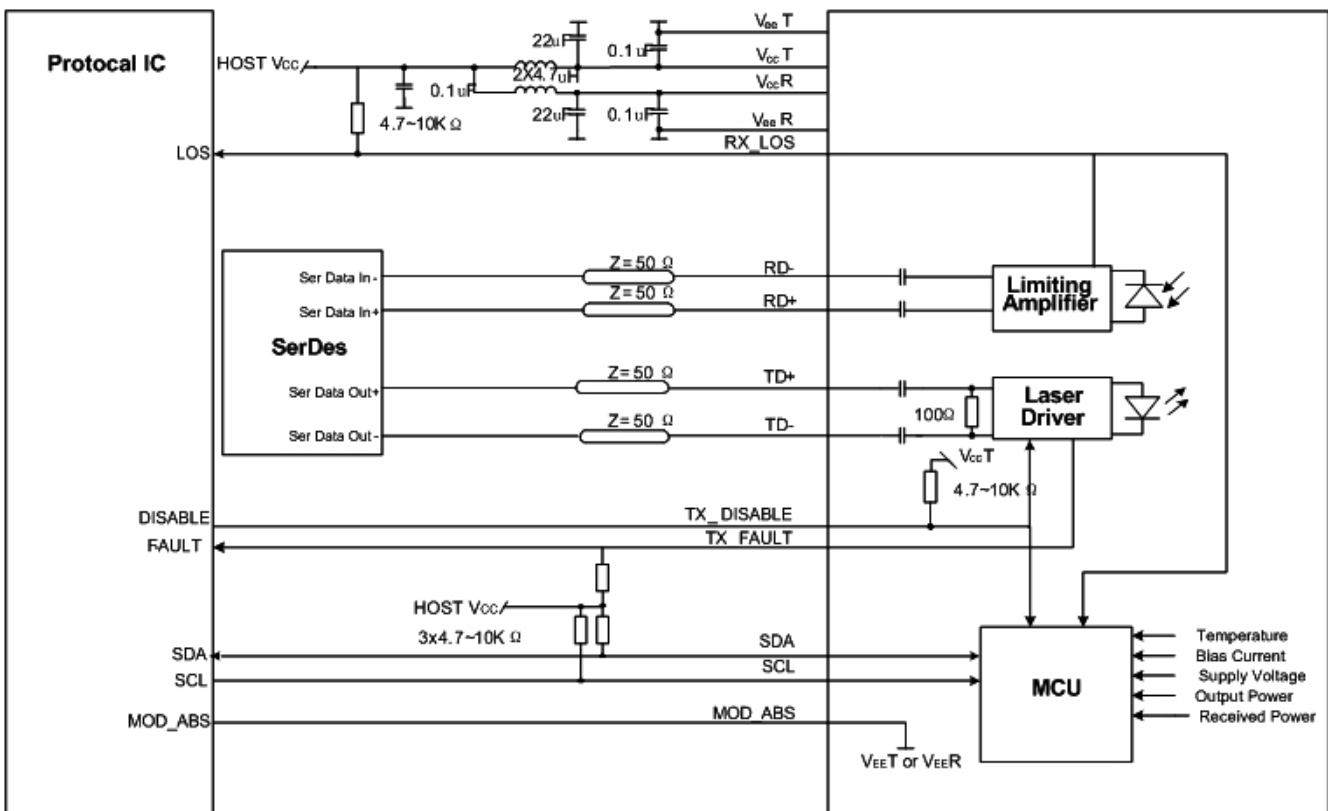 Protocal IC
HOST Vcc
LOS
4.7~10K Ω
0.1uF
2X4.7uH
22uF
22uF
0.1uF
0.1uF
Vee T
Vcc T
VccR
Vee R
RX_LOS
SerDes
Ser Data In-
Ser Data In+
Ser Data Out+
Ser Data Out-
Z=50 Ω
Z=50 Ω
Z=50 Ω
Z=50 Ω
RD-
RD+
TD+
TD-
Limiting
Amplifier
100Ω
Laser
Driver
VccT
4.7~10K Ω
DISABLE
TX_DISABLE
FAULT
TX_FAULT
HOST Vcc
3x4.7~10K Ω
SDA
SDA
SCL
SCL
MOD_ABS
MOD_ABS
VEET or VEER
MCU
Temperature
Bias Current
Supply Voltage
Output Power
Received Power